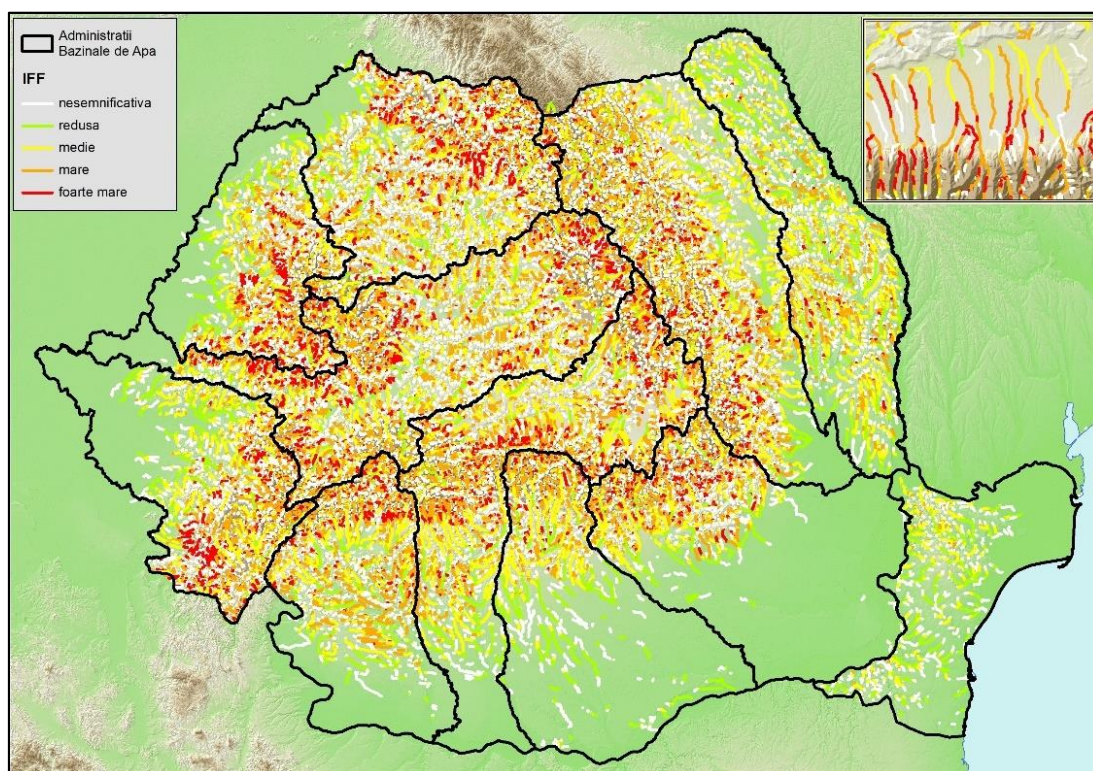 Administratii
Bazinale de Apa
IFF
nesemnificativa
redusa
medie
mare
foarte mare